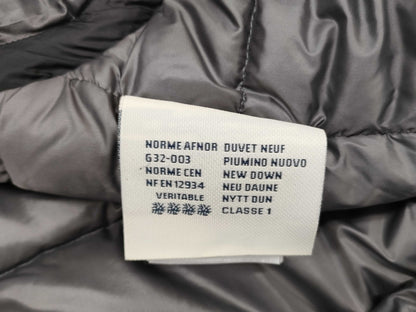 NORME AFNOR DUVET NEUF
G32-003 PIUMINO NUOVO
NORME CEN NEW DOWN
NF EN 12934 NEU DAUNE
VERITABLE NYTT DUN
CLASSE 1